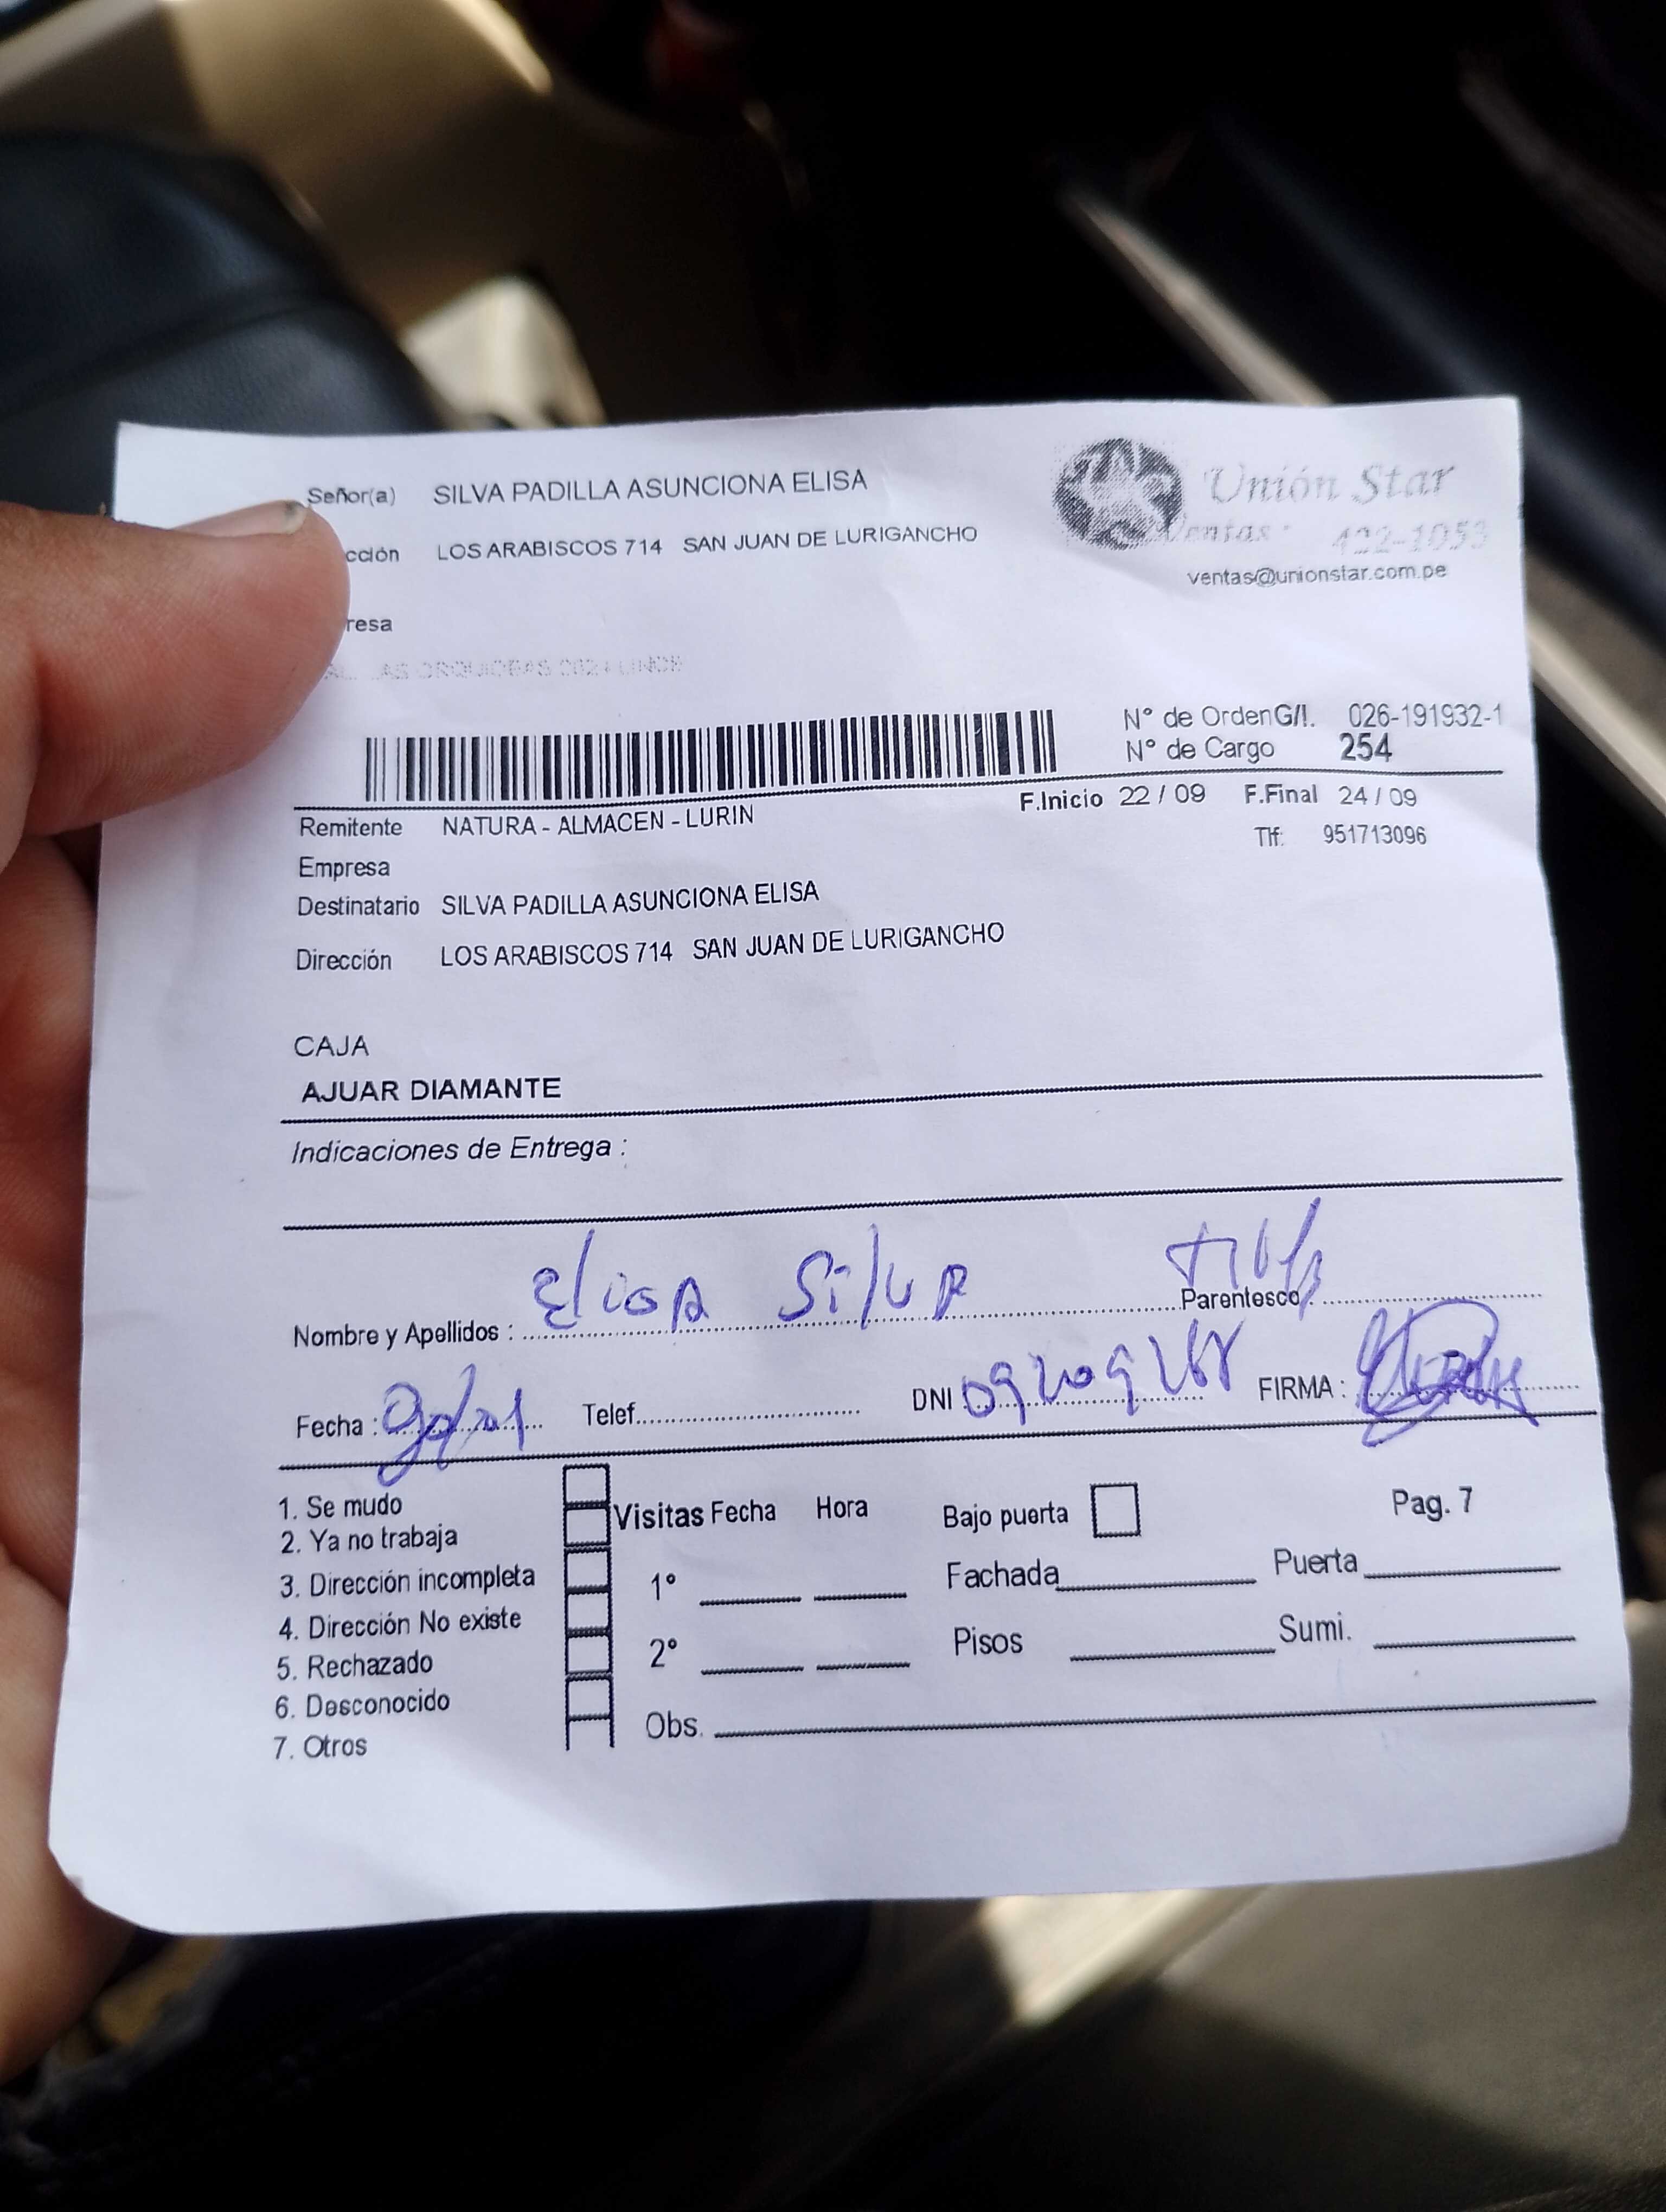 Señor(a) SILVA PADILLA ASUNCIONA ELISA
Unión Star
cción LOS ARABISCOS 714 SAN JUAN DE LURIGANCHO
Ventas: 422-1053
ventas@unionstar.com.pe
resa
N° de OrdenG/I. 026-191932-1
N° de Cargo 254
F.Inicio 22 / 09 F.Final 24 / 09
Remitente NATURA - ALMACEN - LURIN
Tlf: 951713096
Empresa
Destinatario SILVA PADILLA ASUNCIONA ELISA
Dirección LOS ARABISCOS 714 SAN JUAN DE LURIGANCHO
CAJA
AJUAR DIAMANTE
Indicaciones de Entrega :
Nombre y Apellidos : Elisa Silva Parentesco:
Fecha : Telef. DNI FIRMA :
1. Se mudo
2. Ya no trabaja
3. Dirección incompleta
4. Dirección No existe
5. Rechazado
6. Desconocido
7. Otros
Visitas Fecha Hora
1°
2°
Obs.
Bajo puerta
Pag. 7
Fachada Puerta
Pisos Sumi.